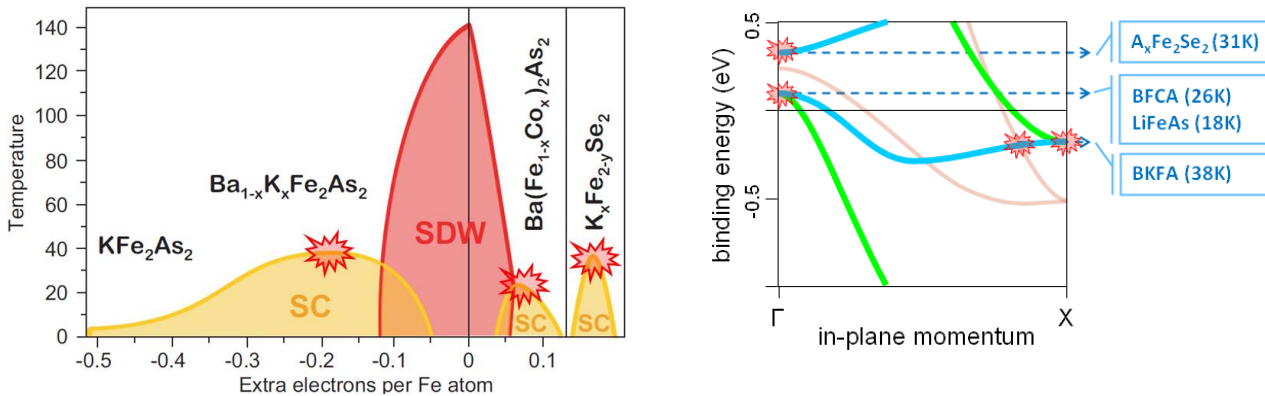 Temperature
140
120
100
80
60
40
20
0
KFe₂As₂
Ba₁₋ₓKₓFe₂As₂
SC
SDW
Ba(Fe₁₋ₓCoₓ)₂As₂
SC
KₓFe₂₋ᵧSe₂
SC
-0.5 -0.4 -0.3 -0.2 -0.1 0 0.1
Extra electrons per Fe atom
binding energy (eV)
0.5
-0.5
Γ X
in-plane momentum
AₓFe₂Se₂ (31K)
BFCA (26K)
LiFeAs (18K)
BKFA (38K)